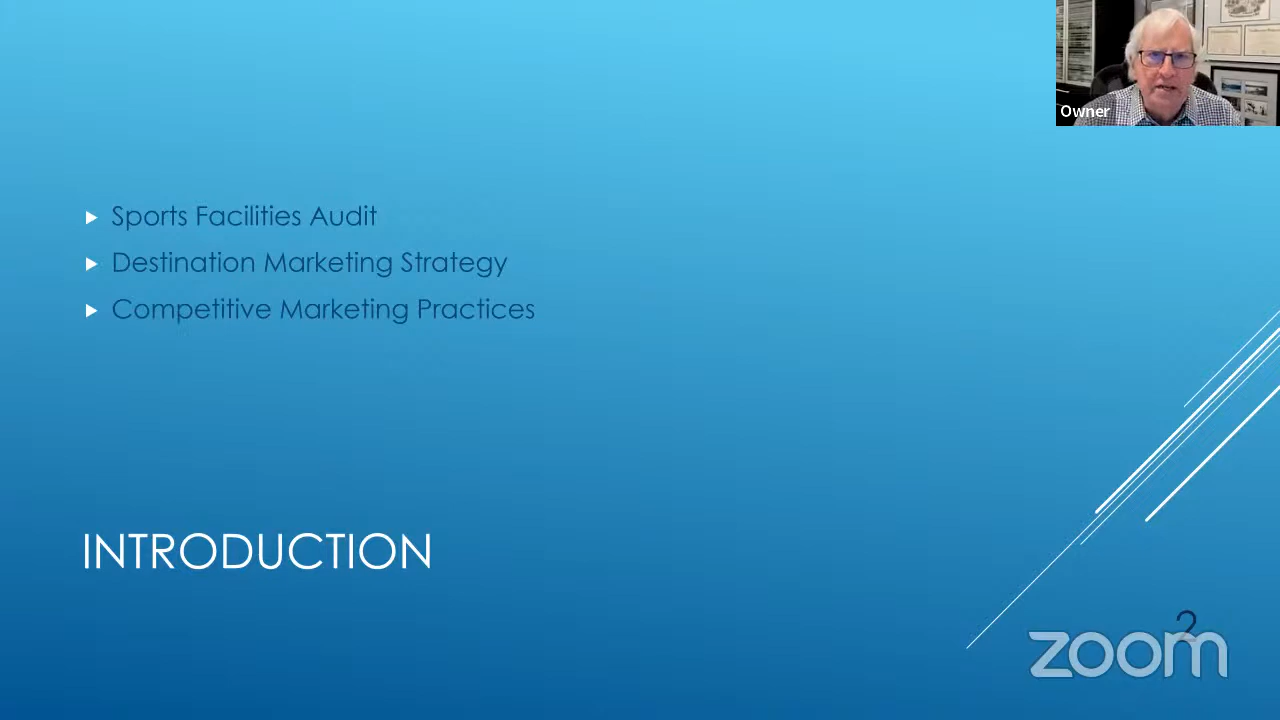 Owner
Sports Facilities Audit
Destination Marketing Strategy
Competitive Marketing Practices
INTRODUCTION
2
zoom